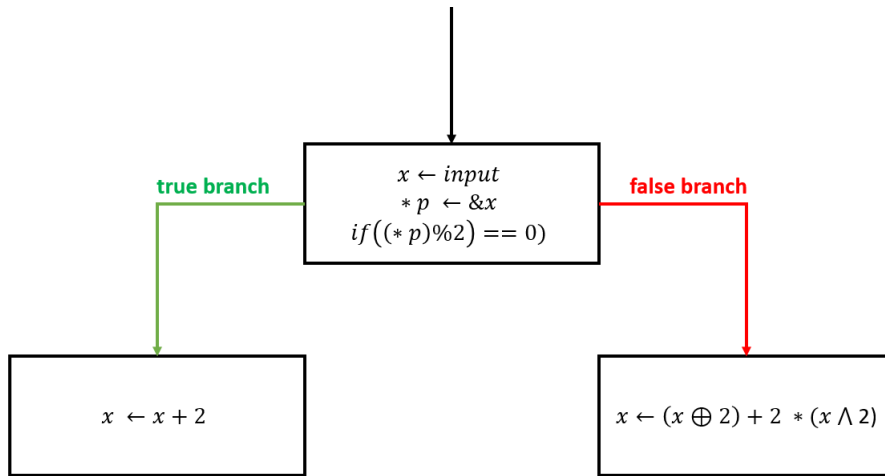 x ← input
true branch
false branch
* p ← &x
if((* p)%2) == 0)
x ← x + 2
x ← (x ⊕ 2) + 2 * (x ⋀ 2)